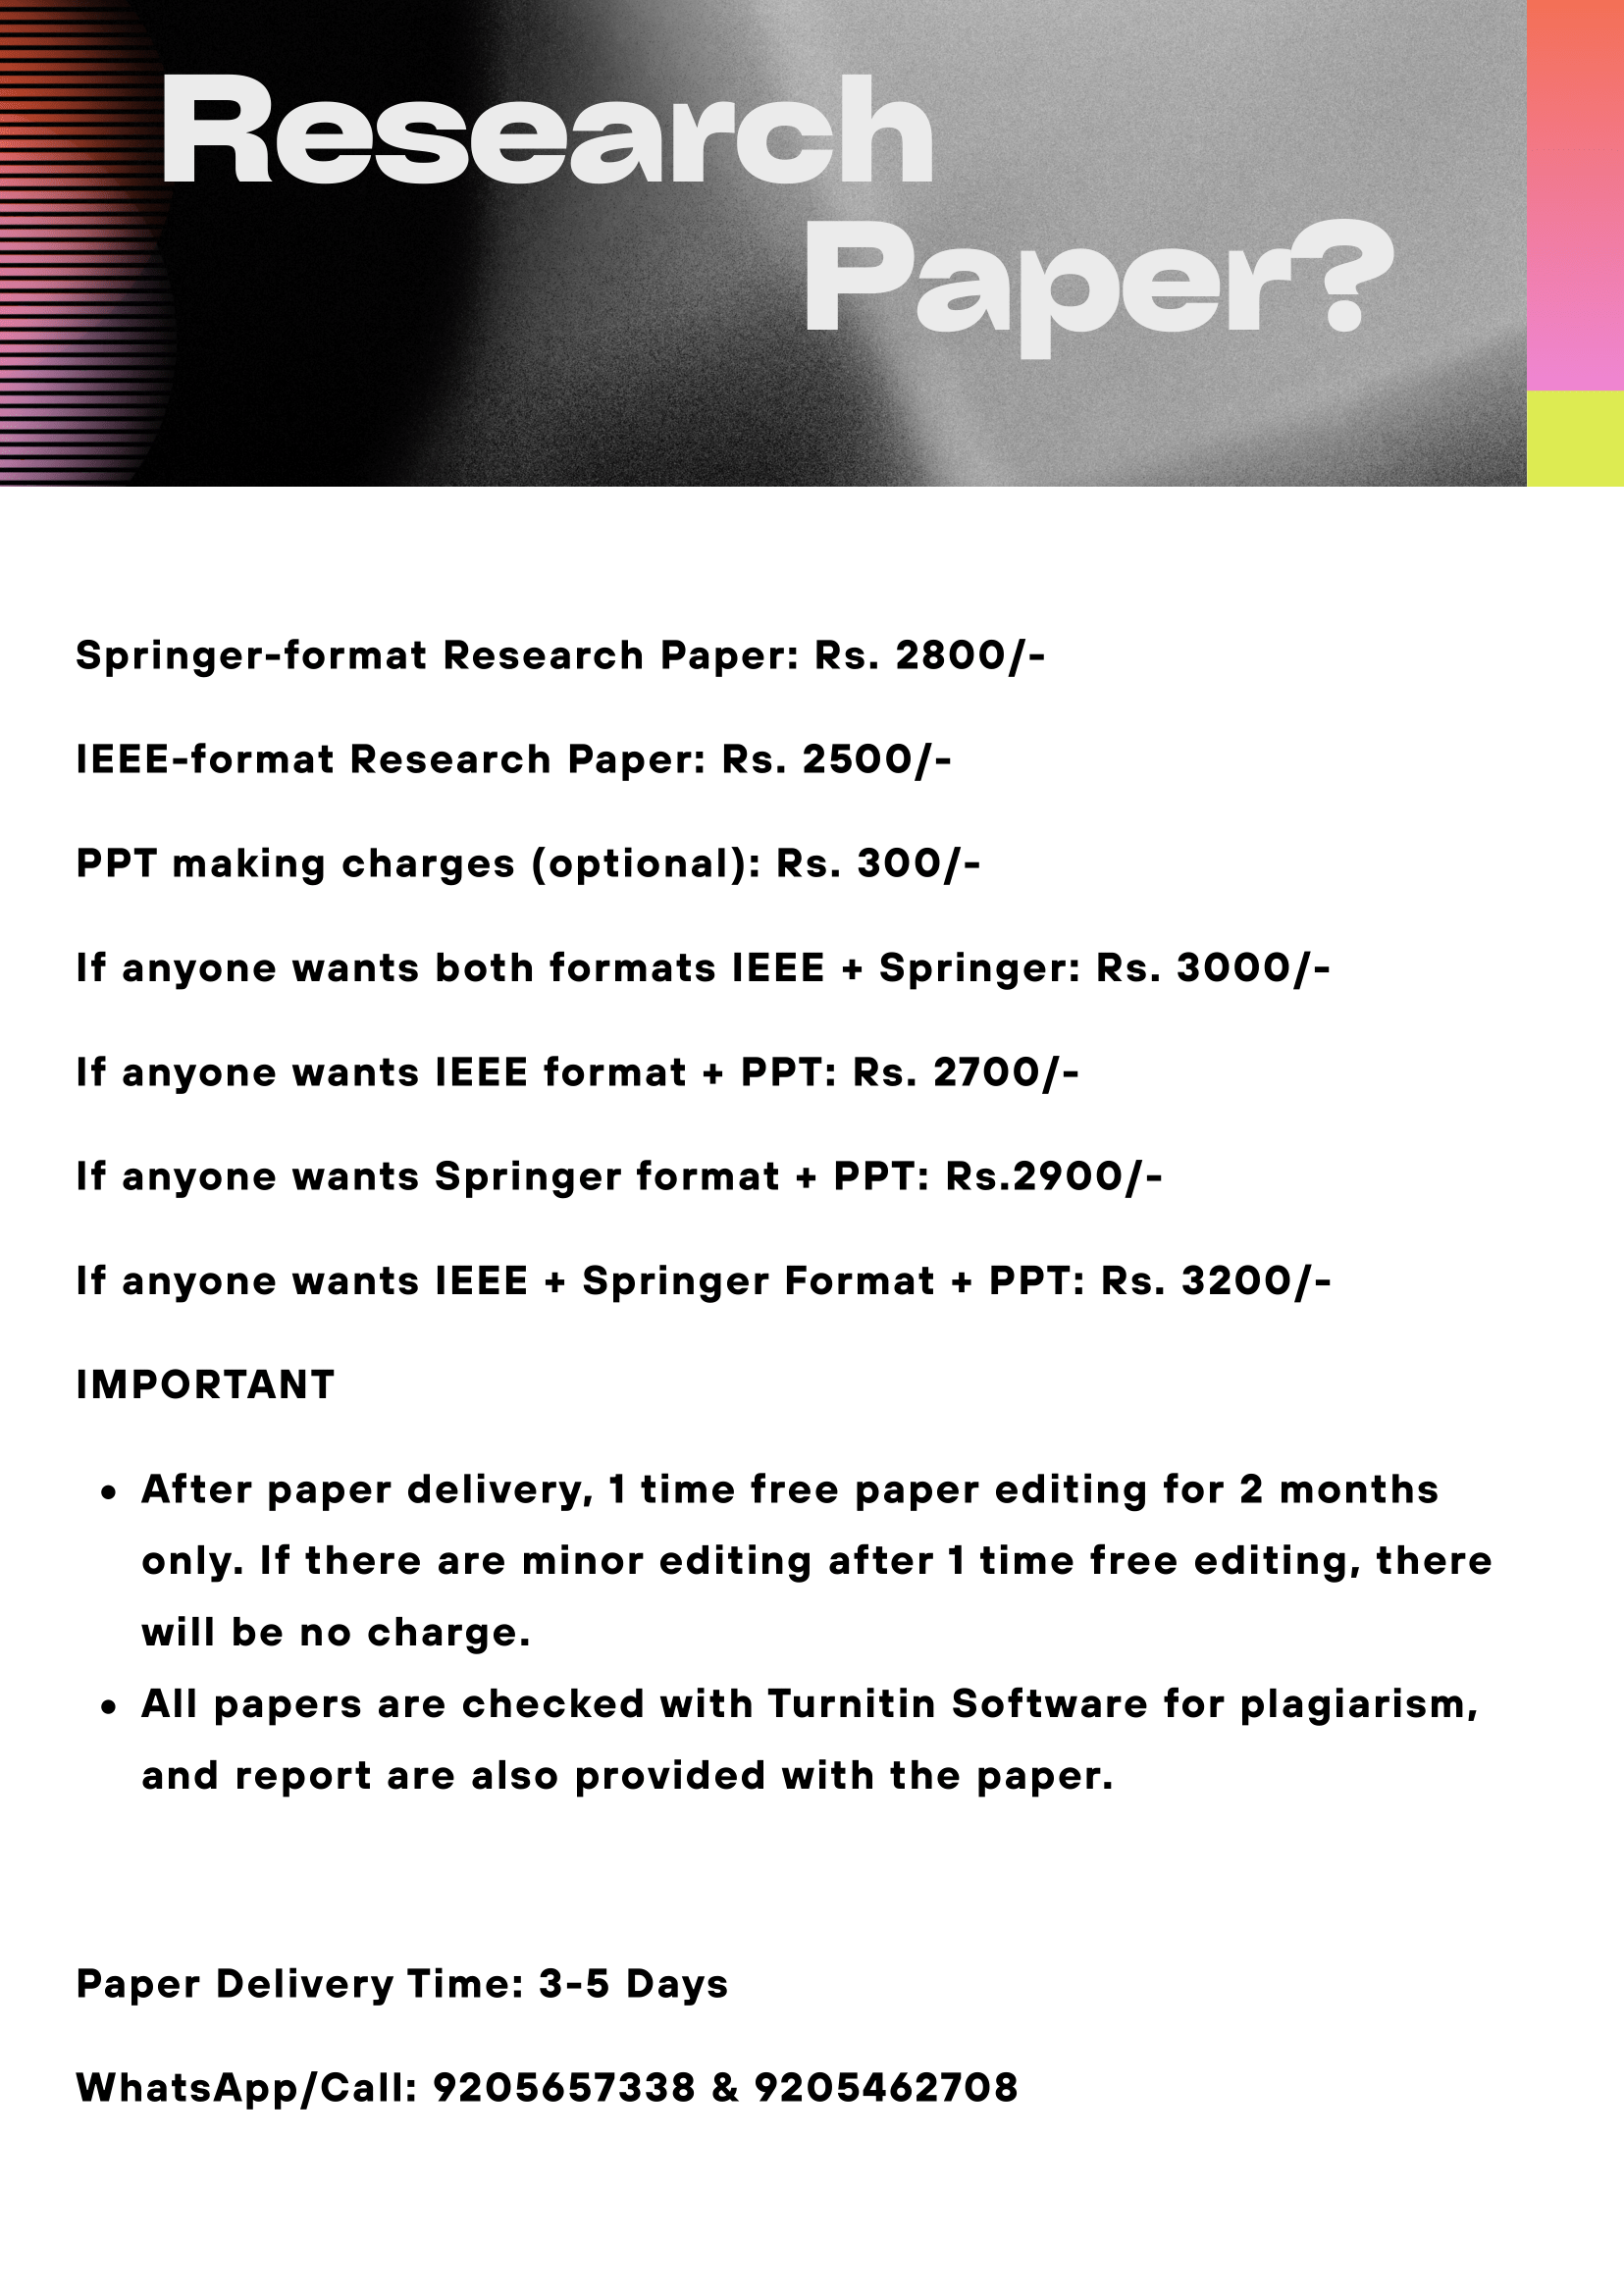 Research
Paper?
Springer-format Research Paper: Rs. 2800/-
IEEE-format Research Paper: Rs. 2500/-
PPT making charges (optional): Rs. 300/-
If anyone wants both formats IEEE + Springer: Rs. 3000/-
If anyone wants IEEE format + PPT: Rs. 2700/-
If anyone wants Springer format + PPT: Rs.2900/-
If anyone wants IEEE + Springer Format + PPT: Rs. 3200/-
IMPORTANT
• After paper delivery, 1 time free paper editing for 2 months
only. If there are minor editing after 1 time free editing, there
will be no charge.
• All papers are checked with Turnitin Software for plagiarism,
and report are also provided with the paper.
Paper Delivery Time: 3-5 Days
WhatsApp/Call: 9205657338 & 9205462708